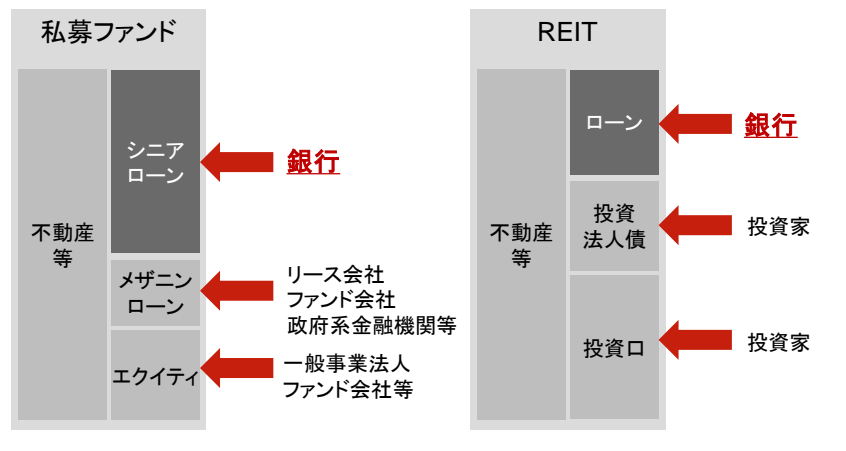 私募ファンド
不動産
等
シニア
ローン
銀行
メザニン
ローン
リース会社
ファンド会社
政府系金融機関等
エクイティ
一般事業法人
ファンド会社等
REIT
不動産
等
ローン
銀行
投資
法人債
投資家
投資口
投資家